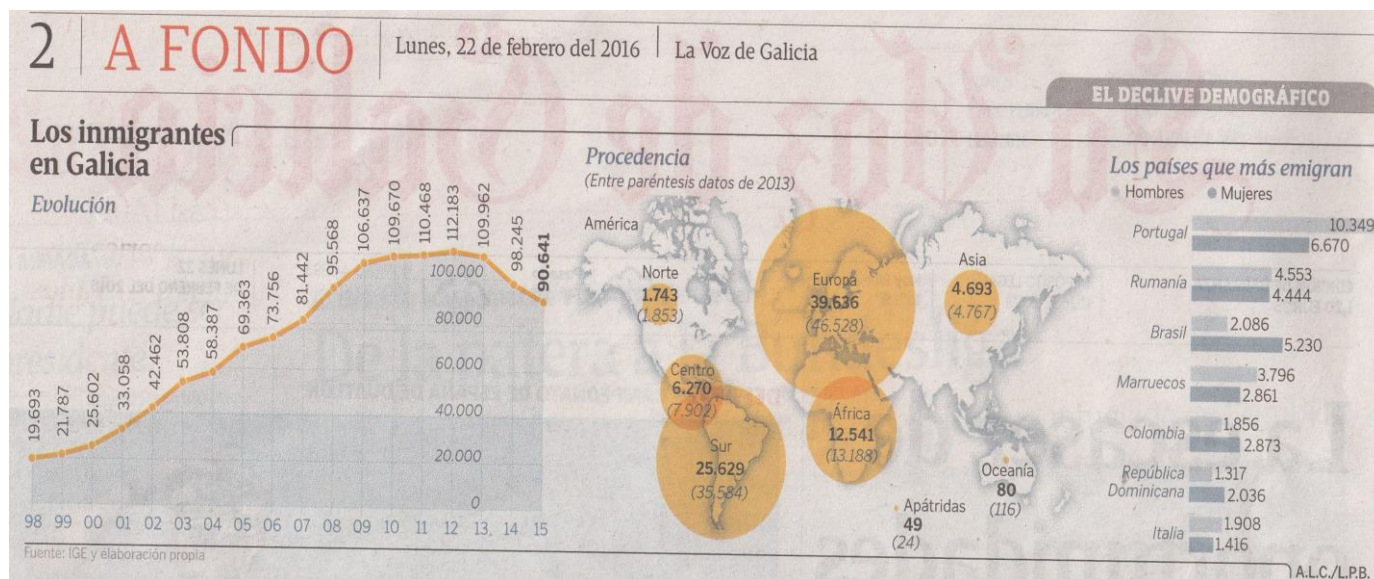 2
A FONDO
Lunes, 22 de febrero del 2016
La Voz de Galicia
EL DECLIVE DEMOGRÁFICO
Los inmigrantes
en Galicia
Evolución
19.693
21.787
25.602
33.058
42.462
53.808
58.387
69.363
73.756
81.442
95.568
106.637
109.670
110.468
112.183
109.962
98.245
90.641
100.000
80.000
60.000
40.000
20.000
0
98 99 00 01 02 03 04 05 06 07 08 09 10 11 12 13, 14 15
Fuente: IGE y elaboración propia
Procedencia
(Entre paréntesis datos de 2013)
América
Norte
1.743
(1.853)
Centro
6.270
(7.902)
Sur
25.629
(35.584)
Europa
39.636
(46.528)
África
12.541
(13.188)
Asia
4.693
(4.767)
Oceanía
80
(116)
Apátridas
49
(24)
Los países que más emigran
Hombres Mujeres
Portugal
10.349
6.670
Rumanía
4.553
4.444
Brasil
2.086
5.230
Marruecos
3.796
2.861
Colombia
1.856
2.873
República
Dominicana
1.317
2.036
Italia
1.908
1.416
A.L.C./L.P.B.